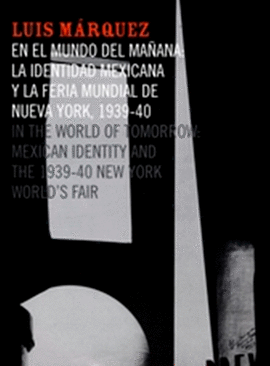 LUIS MÁRQUEZ
EN EL MUNDO DEL MAÑANA:
LA IDENTIDAD MEXICANA
Y LA FERIA MUNDIAL DE
NUEVA YORK, 1939-40
IN THE WORLD OF TOMORROW:
MEXICAN IDENTITY AND
THE 1939-40 NEW YORK
WORLD'S FAIR